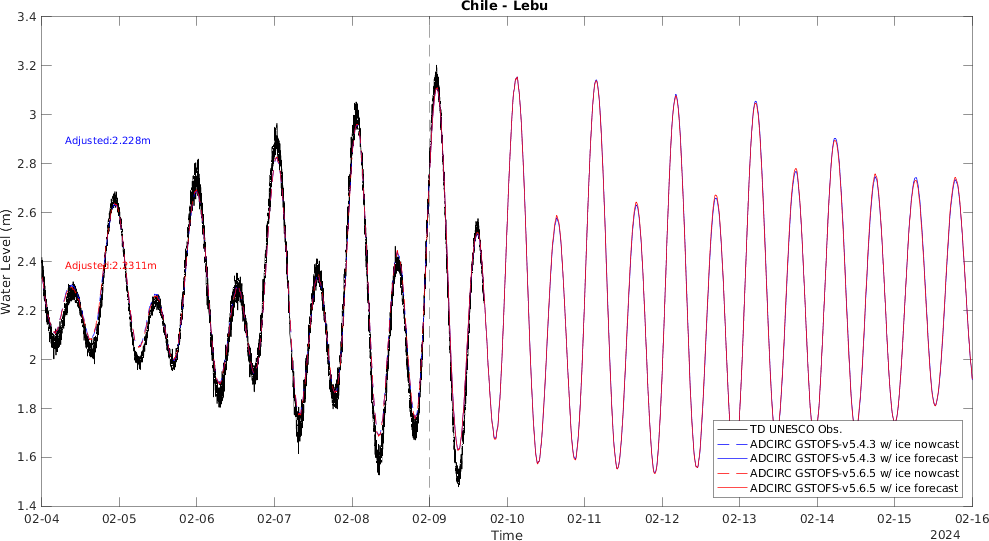 Chile - Lebu
3.4
3.2
3
2.8
2.6
2.4
2.2
2
1.8
1.6
1.4
Water Level (m)
Adjusted:2.228m
Adjusted:2.2311m
TD UNESCO Obs.
ADCIRC GSTOFS-v5.4.3 w/ ice nowcast
ADCIRC GSTOFS-v5.4.3 w/ ice forecast
ADCIRC GSTOFS-v5.6.5 w/ ice nowcast
ADCIRC GSTOFS-v5.6.5 w/ ice forecast
02-04 02-05 02-06 02-07 02-08 02-09 02-10 02-11 02-12 02-13 02-14 02-15 02-16
Time
2024